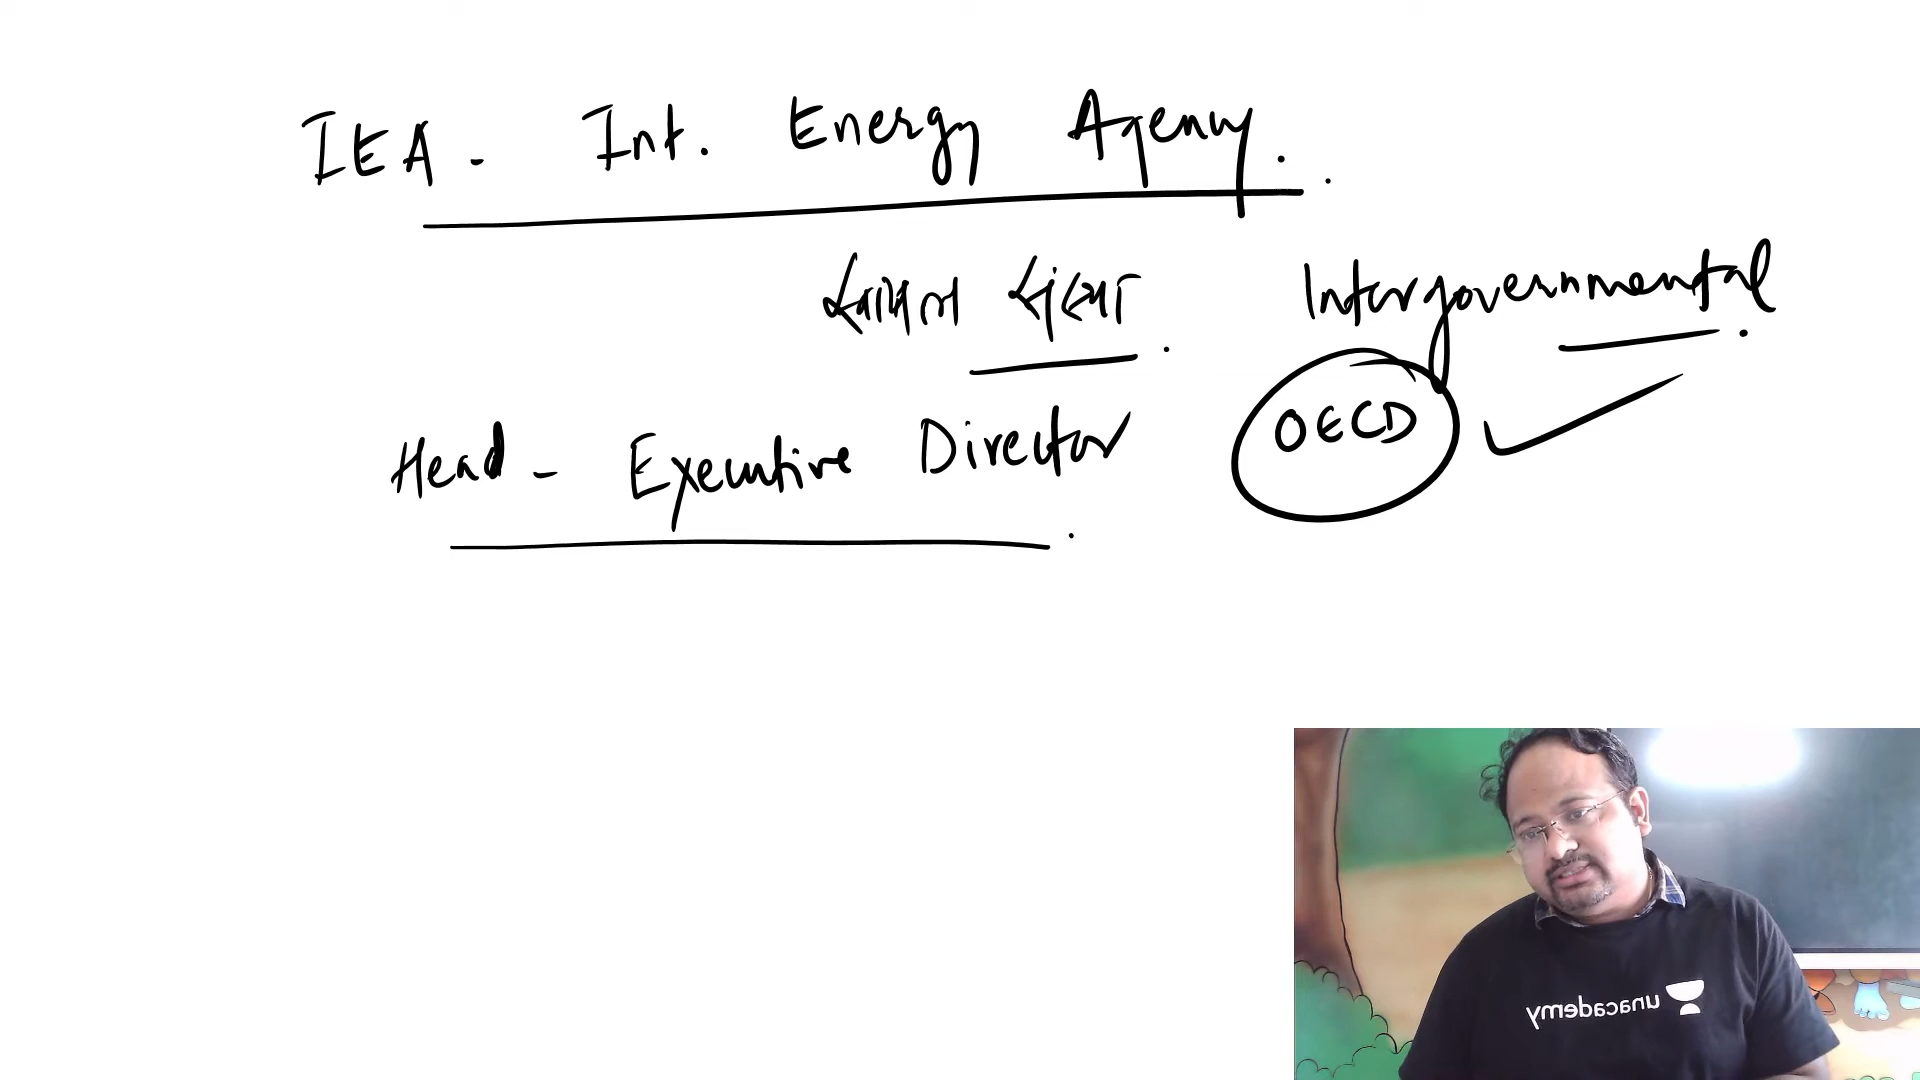 IEA - Int. Energy Agency.
Intergovernmental.
Head - Executive Director
OECD
unacademy